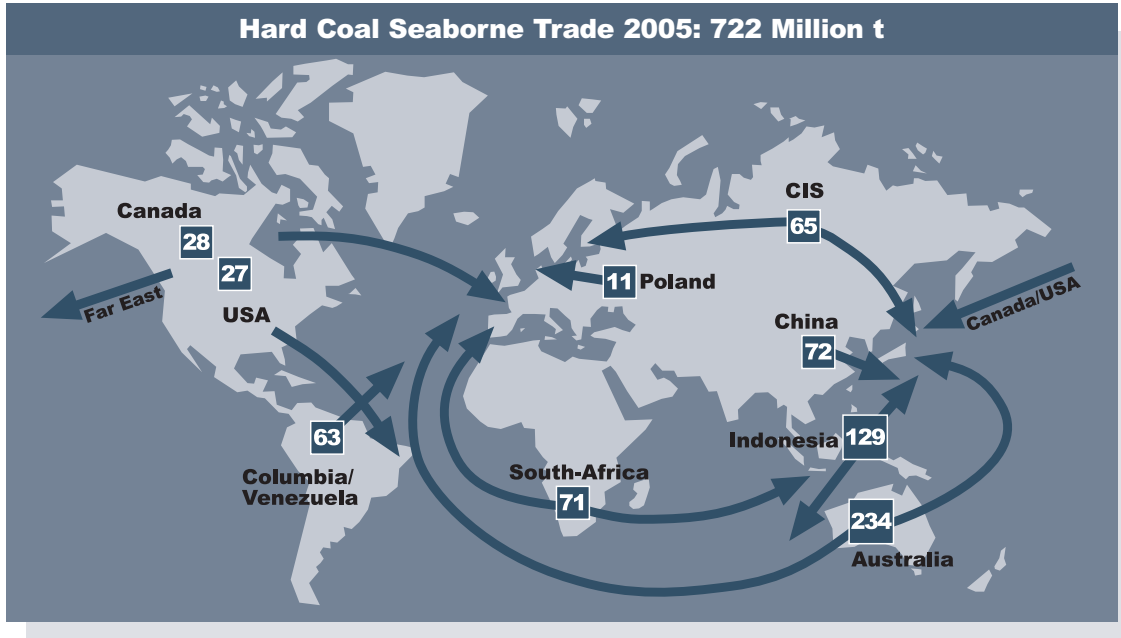 Hard Coal Seaborne Trade 2005: 722 Million t
Canada
28
27
USA
Far East
63
Columbia/
Venezuela
CIS
65
11 Poland
Canada/USA
China
72
Indonesia 129
South-Africa
71
234
Australia